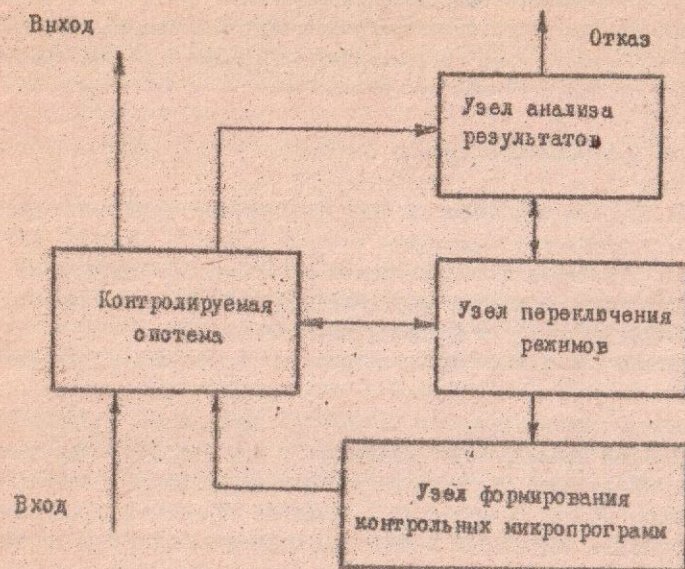 Выход
Отказ
Узел анализа
результатов
Контролируемая
система
Узел переключения
режимов
Вход
Узел формирования
контрольных микропрограмм